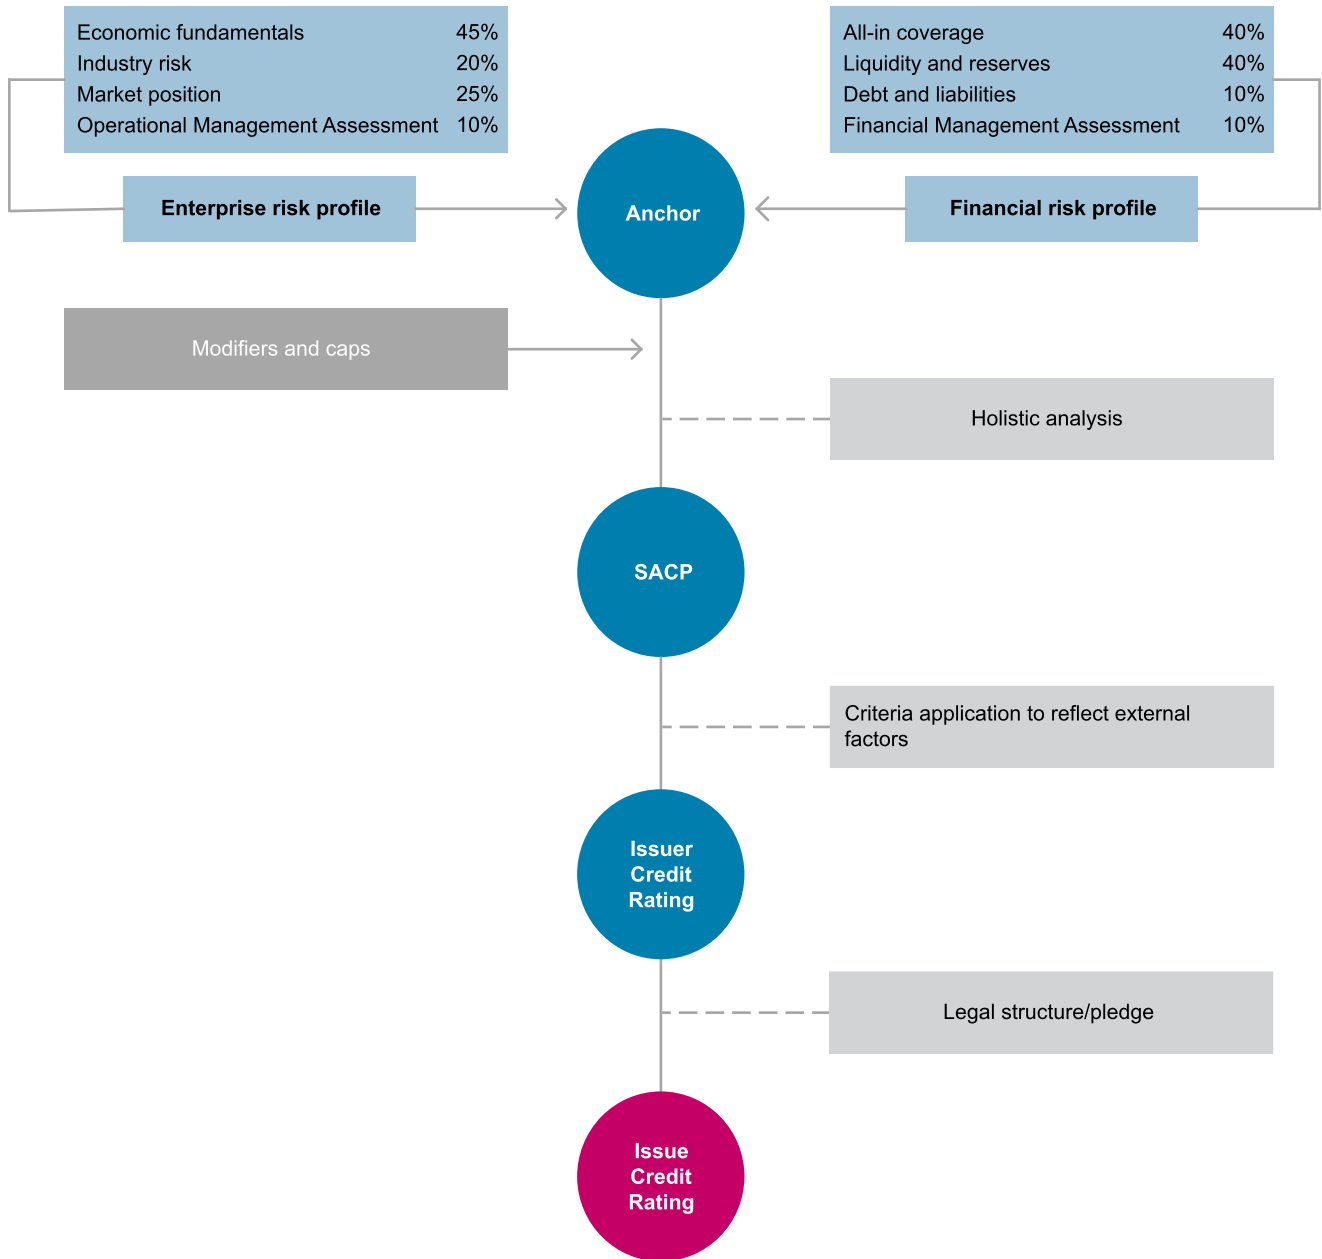 Economic fundamentals 45%
Industry risk 20%
Market position 25%
Operational Management Assessment 10%
All-in coverage 40%
Liquidity and reserves 40%
Debt and liabilities 10%
Financial Management Assessment 10%
Enterprise risk profile
Anchor
Financial risk profile
Modifiers and caps
Holistic analysis
SACP
Criteria application to reflect external
factors
Issuer
Credit
Rating
Legal structure/pledge
Issue
Credit
Rating